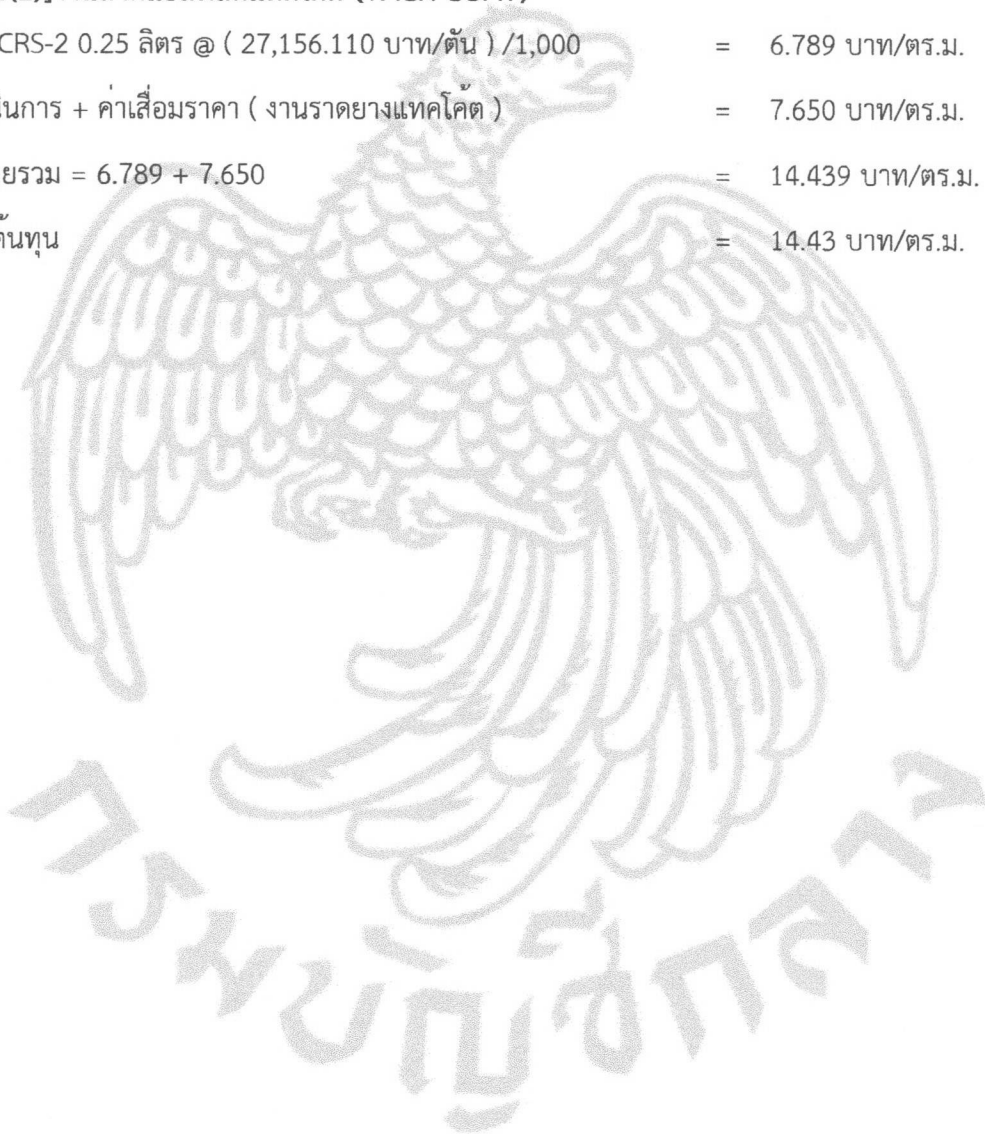 CRS-2 0.25 ลิตร @ ( 27,156.110 บาท/ตัน ) /1,000 = 6.789 บาท/ตร.ม.
นการ + ค่าเสื่อมราคา ( งานราดยางแทคโค้ต ) = 7.650 บาท/ตร.ม.
ยรวม = 6.789 + 7.650 = 14.439 บาท/ตร.ม.
ต้นทุน = 14.43 บาท/ตร.ม.
กรมบัญชีกลาง